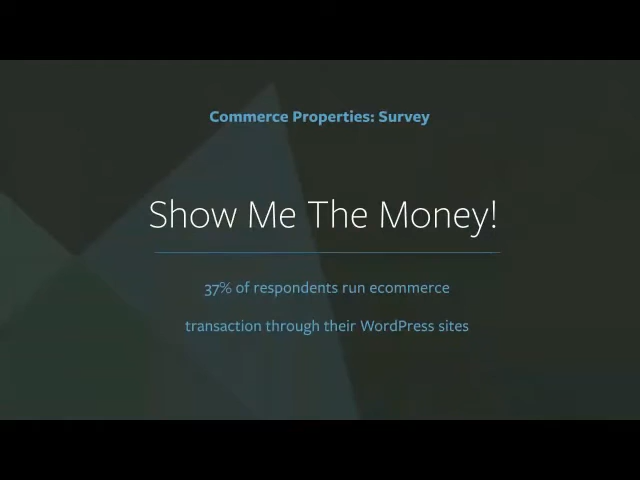 Commerce Properties: Survey
Show Me The Money!
37% of respondents run ecommerce
transaction through their WordPress sites